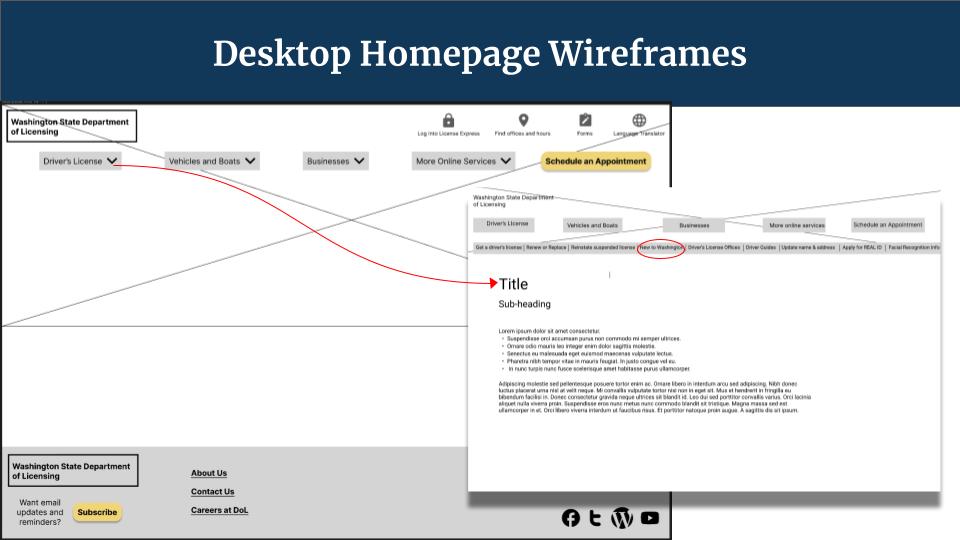 Desktop Homepage Wireframes
Washington State Department
of Licensing
Log Into License Express
Find offices and hours
Forms
Language Translator
Driver's License
Vehicles and Boats
Businesses
More Online Services
Schedule an Appointment
Washington State Department
of Licensing
Driver's License
Vehicles and Boats
Businesses
More online services
Schedule an Appointment
Get a driver's license | Renew or Replace | Reinstate suspended license | New to Washington | Driver's License Offices | Driver Guides | Update name & address | Apply for REAL ID | Facial Recognition Info
Title
Sub-heading
Lorem ipsum dolor sit amet consectetur.
• Suspendisse orci accumsan purus non commodo mi semper ultrices.
• Ornare odio mauris leo integer enim dolor sagittis molestie.
• Senectus eu malesuada eget euismod maecenas vulputate lectus.
• Pharetra nibh tempor vitae in mauris feugiat. In justo congue vel eu.
• In nunc turpis nunc fusce scelerisque amet habitasse purus ullamcorper.
Adipiscing molestie sed pellentesque posuere tortor enim ac. Ornare libero in interdum arcu sed adipiscing. Nibh donec
luctus placerat urna nisl at velit neque. Mi convallis vulputate tortor nisl non in eget sit. Mus et hendrerit in fringilla eu
bibendum facilisi in. Donec consectetur gravida neque ultrices sit blandit id. Leo dui sed porttitor convallis varius. Orci lacinia
aliquet nulla viverra proin. Suspendisse eros nunc metus nunc commodo blandit sit tristique. Magna massa sed est
ullamcorper in et. Orci libero viverra interdum ut faucibus risus. Et porttitor natoque proin augue. A sagittis dis sit ipsum.
Washington State Department
of Licensing
Want email
updates and
reminders?
Subscribe
About Us
Contact Us
Careers at DoL